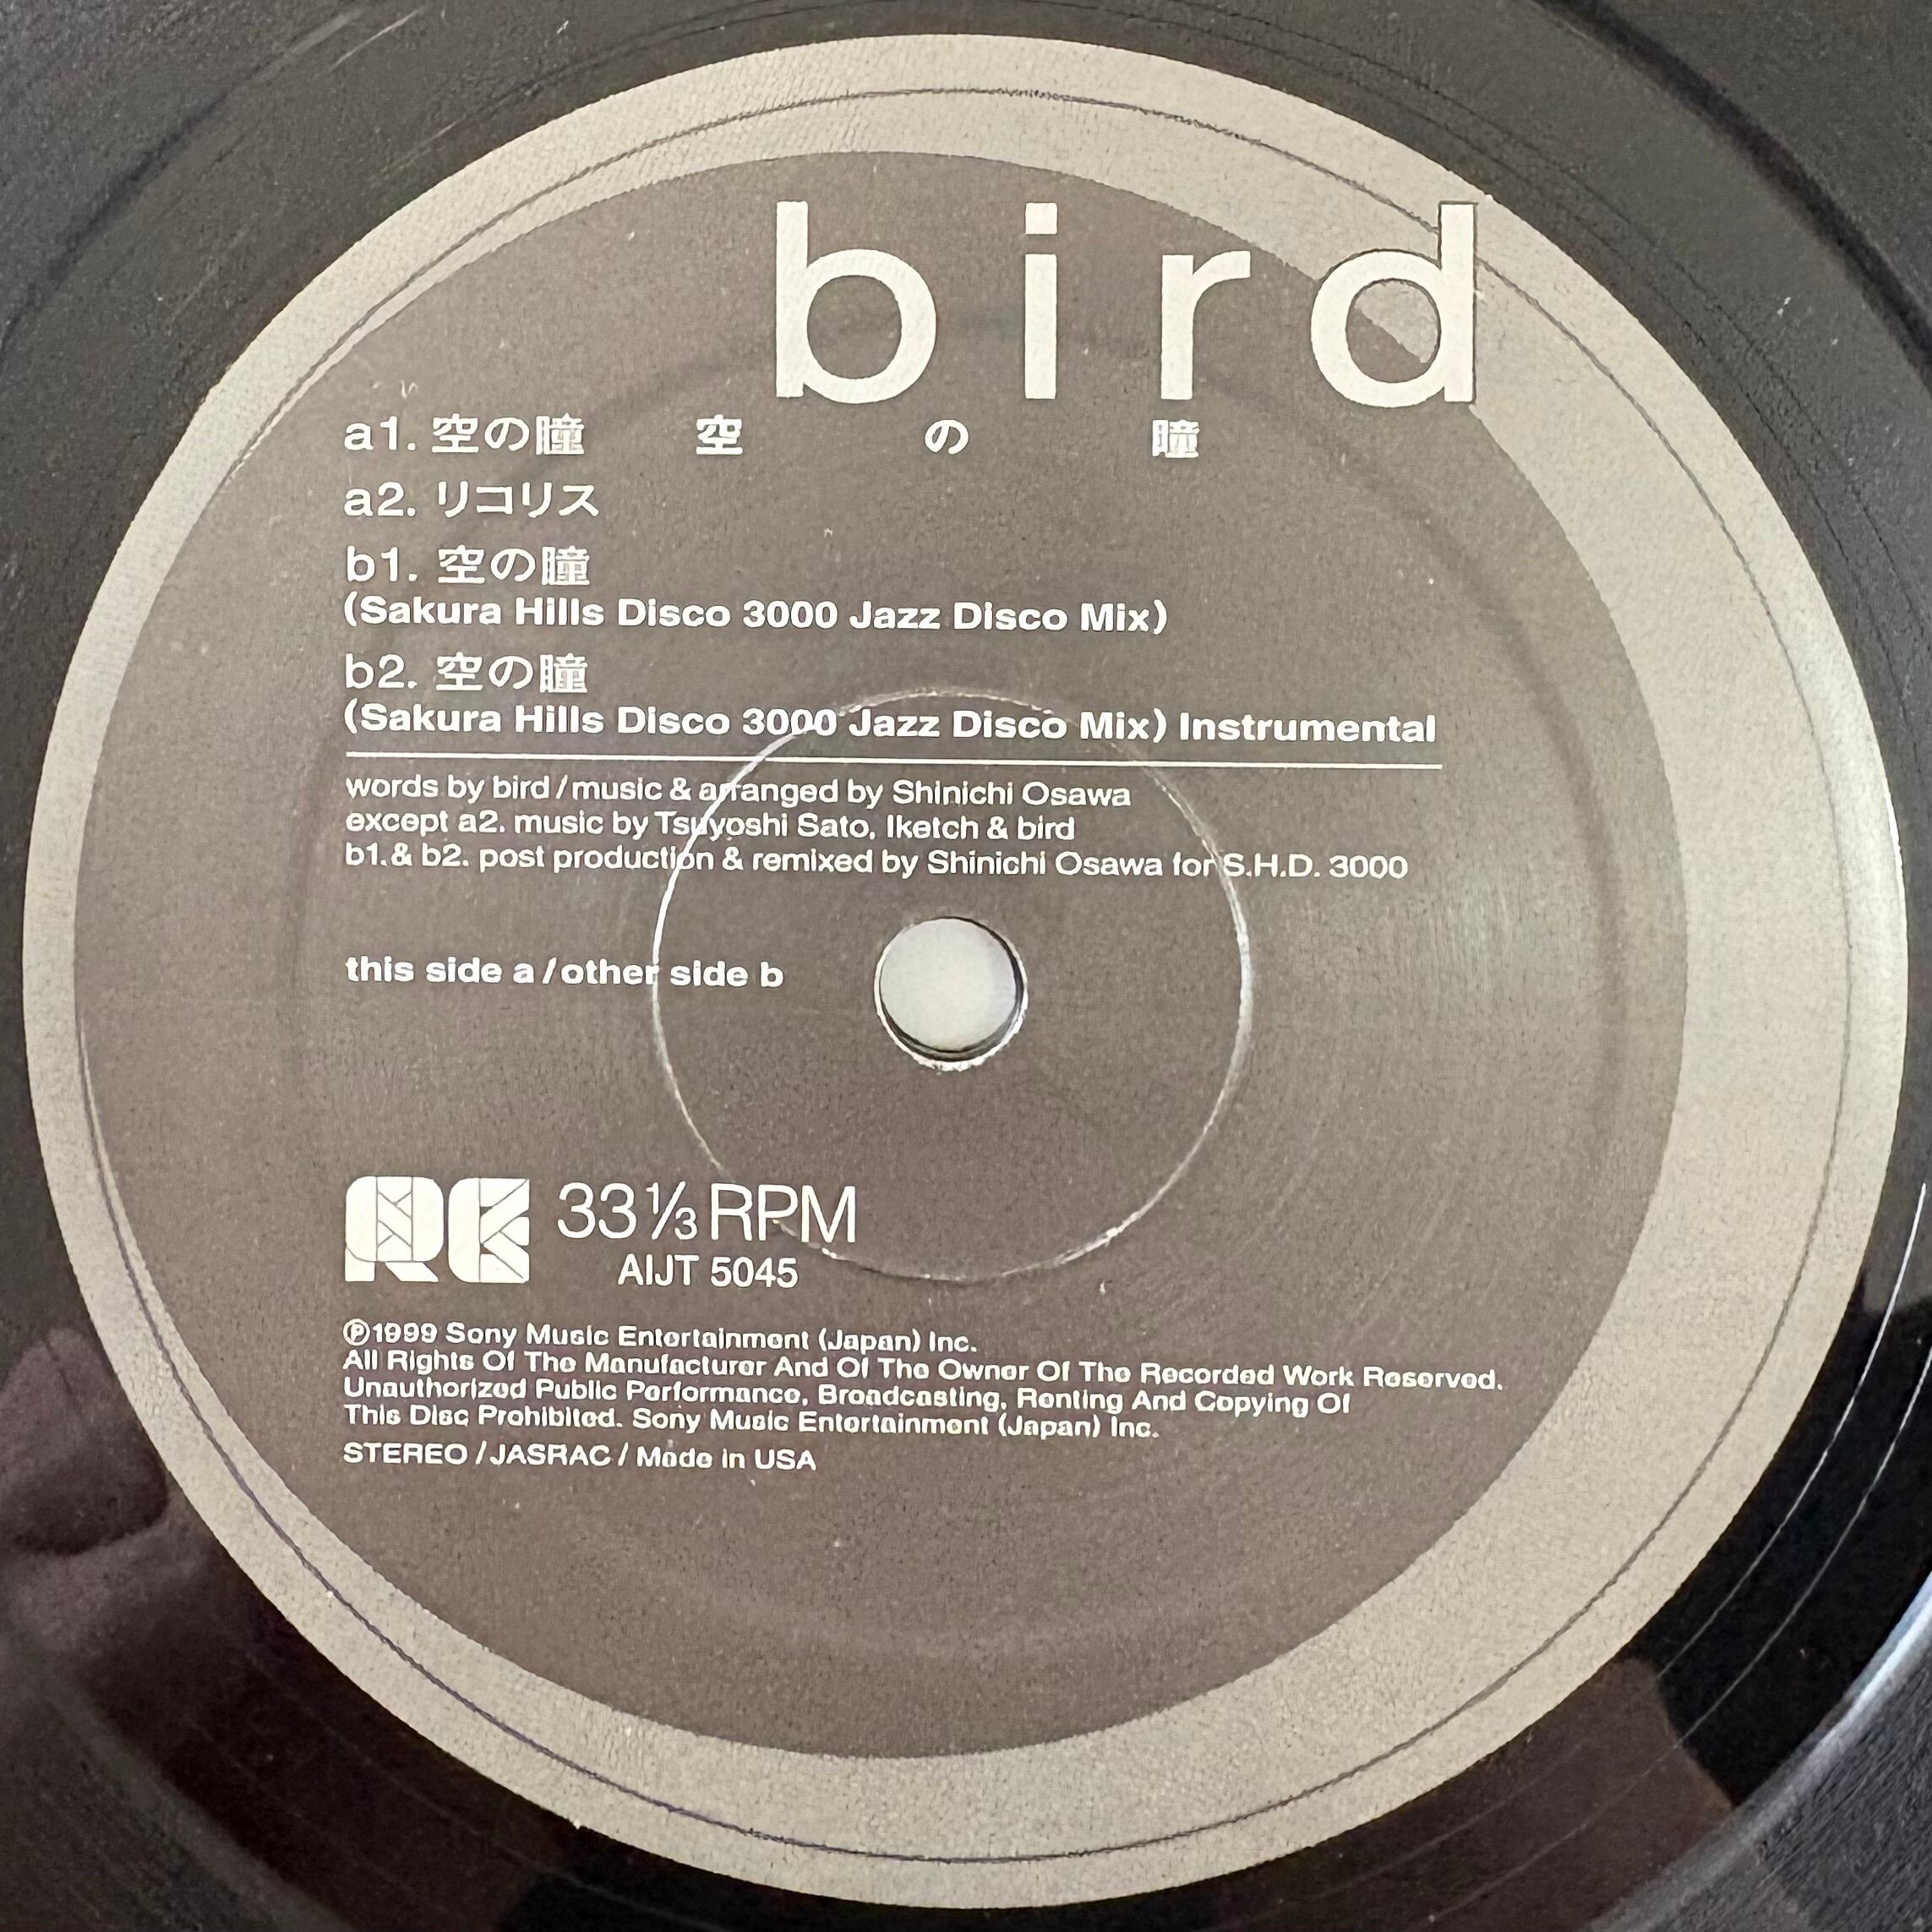 bird
a1. 空の瞳 空の瞳
a2. リコリス
b1. 空の瞳
(Sakura Hills Disco 3000 Jazz Disco Mix)
b2. 空の瞳
(Sakura Hills Disco 3000 Jazz Disco Mix) Instrumental
words by bird / music & arranged by Shinichi Osawa
except a2. music by Tsuyoshi Sato, Iketch & bird
b1. & b2. post production & remixed by Shinichi Osawa for S.H.D. 3000
this side a / other side b
33 1/3 RPM
AIJT 5045
℗1999 Sony Music Entertainment (Japan) Inc.
All Rights Of The Manufacturer And Of The Owner Of The Recorded Work Reserved.
Unauthorized Public Performance, Broadcasting, Renting And Copying Of
This Disc Prohibited. Sony Music Entertainment (Japan) Inc.
STEREO / JASRAC / Made in USA